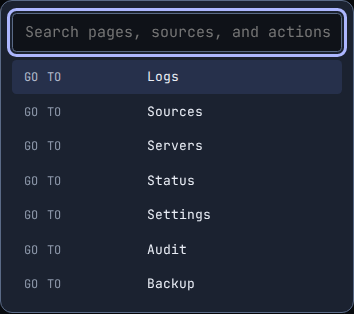 Search pages, sources, and actions
GO TO Logs
GO TO Sources
GO TO Servers
GO TO Status
GO TO Settings
GO TO Audit
GO TO Backup